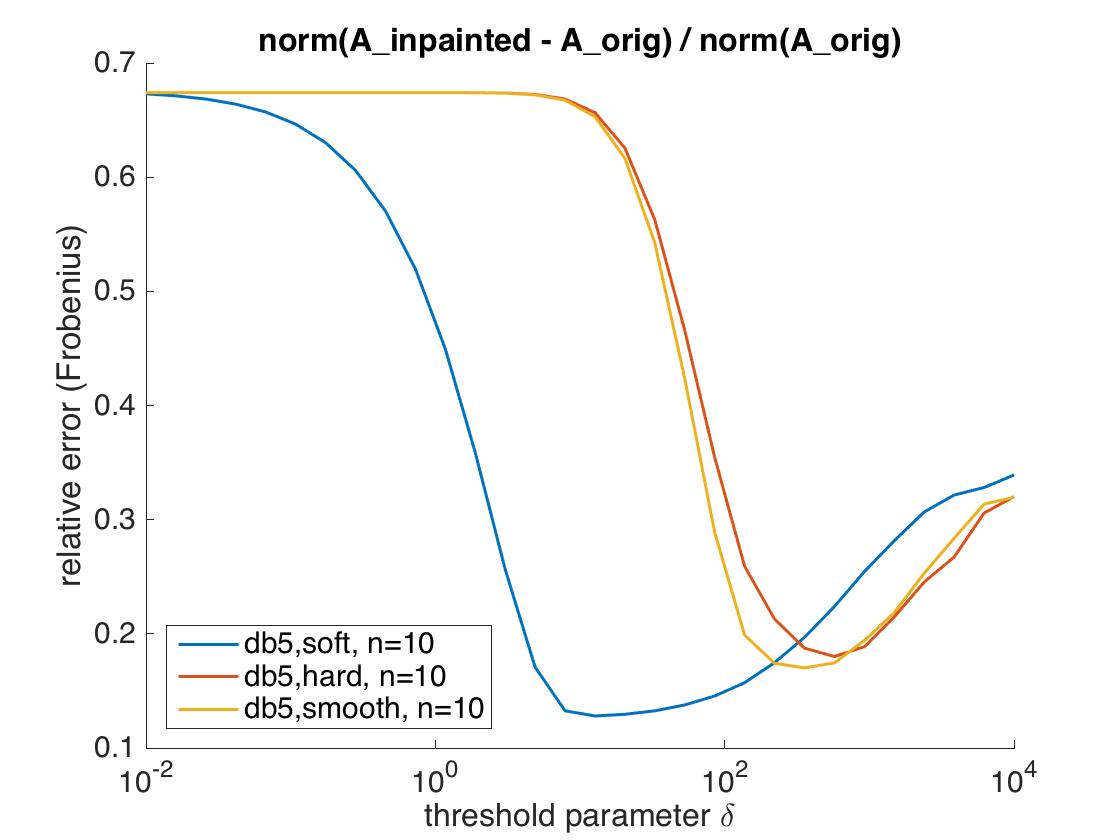 norm(A_inpainted - A_orig) / norm(A_orig)
0.7
0.6
0.5
0.4
0.3
0.2
0.1
relative error (Frobenius)
db5,soft, n=10
db5,hard, n=10
db5,smooth, n=10
10^-2
10^0
10^2
10^4
threshold parameter δ